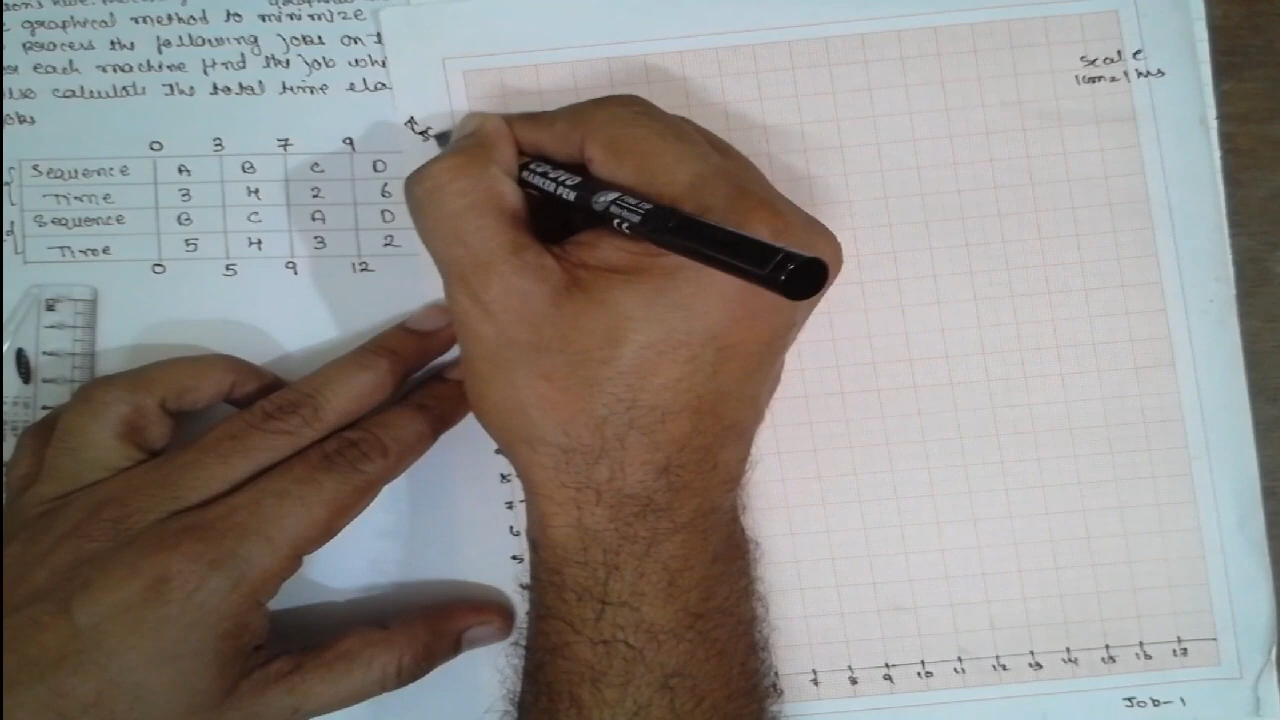 graphical method to minimize
process the following jobs on
each machine find the job
calculate The total time ela
Jobs
0 3 7 9
Sequence A B C D
Time 3 4 2 6
Sequence B C A D
Time 5 4 3 2
0 5 9 12
Scale
1cm=1 hrs
MARKER PEN
8
7
6
5
7 8 9 10 11 12 13 14 15 16 17
Job-1